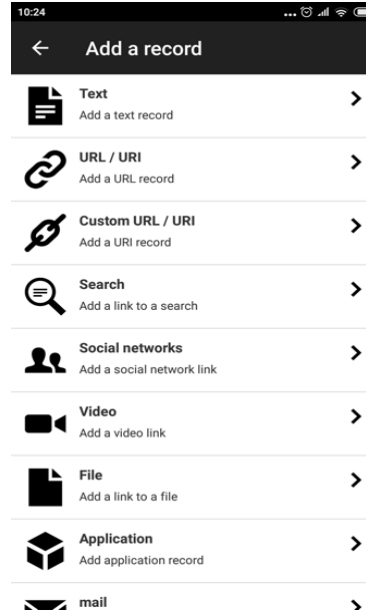 10:24
Add a record
Text
Add a text record
URL / URI
Add a URL record
Custom URL / URI
Add a URI record
Search
Add a link to a search
Social networks
Add a social network link
Video
Add a video link
File
Add a link to a file
Application
Add application record
mail